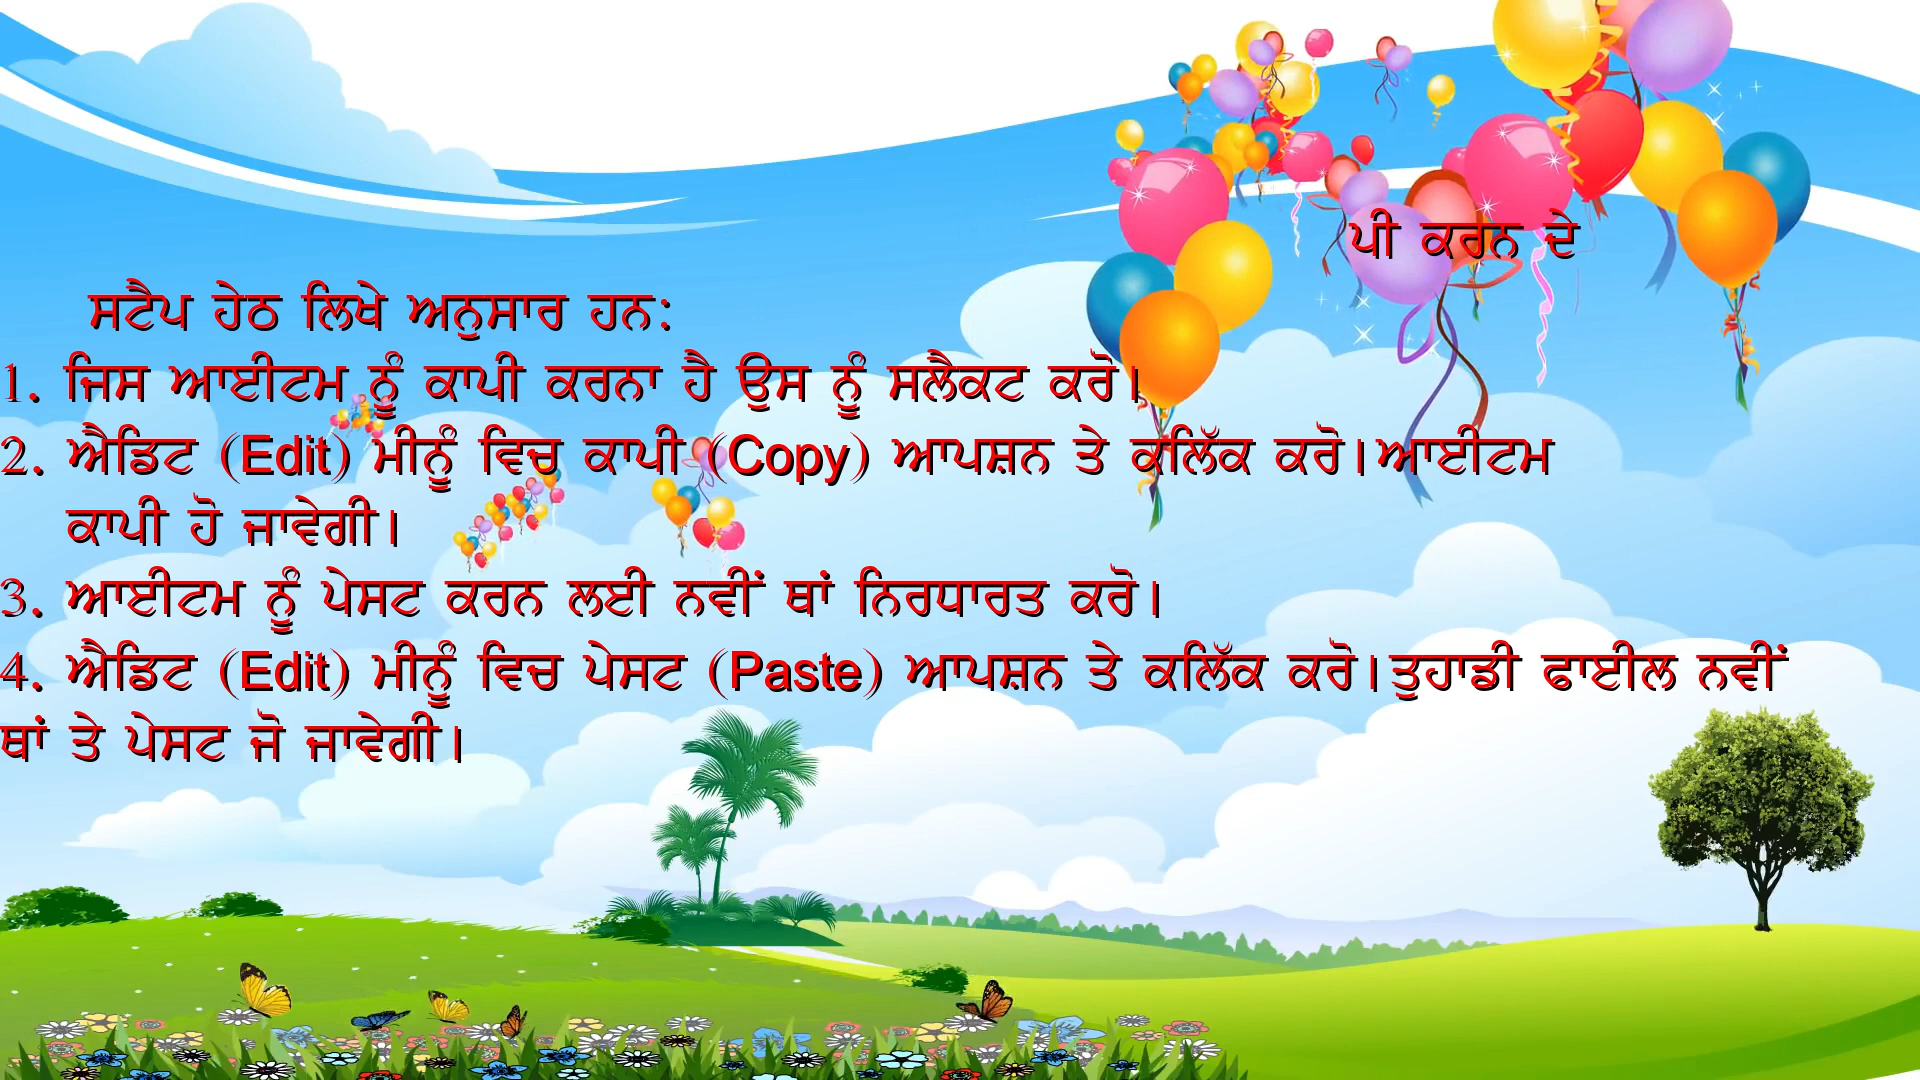 ਪੀ ਕਰਨ ਦੇ
ਸਟੈਪ ਹੇਠ ਲਿਖੇ ਅਨੁਸਾਰ ਹਨ:
1. ਜਿਸ ਆਈਟਮ ਨੂੰ ਕਾਪੀ ਕਰਨਾ ਹੈ ਉਸ ਨੂੰ ਸਲੈਕਟ ਕਰੋ।
2. ਐਡਿਟ (Edit) ਮੀਨੂੰ ਵਿਚ ਕਾਪੀ (Copy) ਆਪਸ਼ਨ ਤੇ ਕਲਿੱਕ ਕਰੋ। ਆਈਟਮ
ਕਾਪੀ ਹੋ ਜਾਵੇਗੀ।
3. ਆਈਟਮ ਨੂੰ ਪੇਸਟ ਕਰਨ ਲਈ ਨਵੀਂ ਥਾਂ ਨਿਰਧਾਰਤ ਕਰੋ।
4. ਐਡਿਟ (Edit) ਮੀਨੂੰ ਵਿਚ ਪੇਸਟ (Paste) ਆਪਸ਼ਨ ਤੇ ਕਲਿੱਕ ਕਰੋ। ਤੁਹਾਡੀ ਫਾਈਲ ਨਵੀਂ
ਥਾਂ ਤੇ ਪੇਸਟ ਜੋ ਜਾਵੇਗੀ।